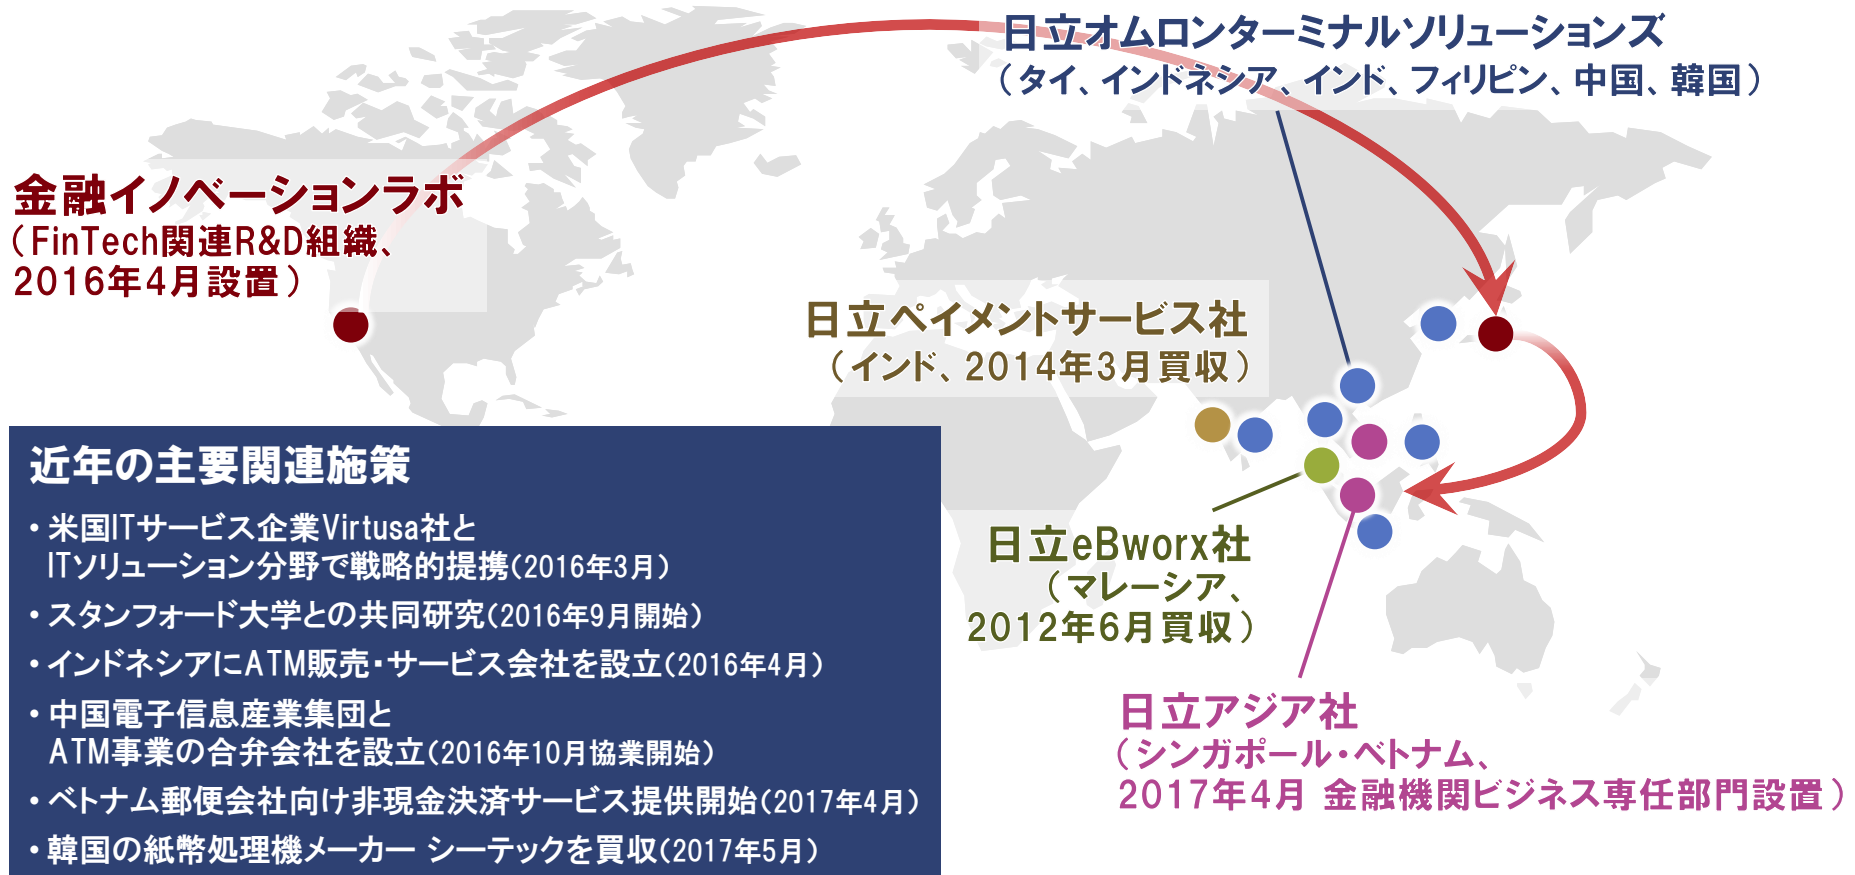 日立オムロンターミナルソリューションズ
（タイ、インドネシア、インド、フィリピン、中国、韓国）
金融イノベーションラボ
（FinTech関連R&D組織、
2016年4月設置）
日立ペイメントサービス社
（インド、2014年3月買収）
日立eBworx社
（マレーシア、
2012年6月買収）
日立アジア社
（シンガポール・ベトナム、
2017年4月 金融機関ビジネス専任部門設置）
近年の主要関連施策
・米国ITサービス企業Virtusa社と
ITソリューション分野で戦略的提携（2016年3月）
・スタンフォード大学との共同研究（2016年9月開始）
・インドネシアにATM販売・サービス会社を設立（2016年4月）
・中国電子信息産業集団と
ATM事業の合弁会社を設立（2016年10月協業開始）
・ベトナム郵便会社向け非現金決済サービス提供開始（2017年4月）
・韓国の紙幣処理機メーカー シーテックを買収（2017年5月）